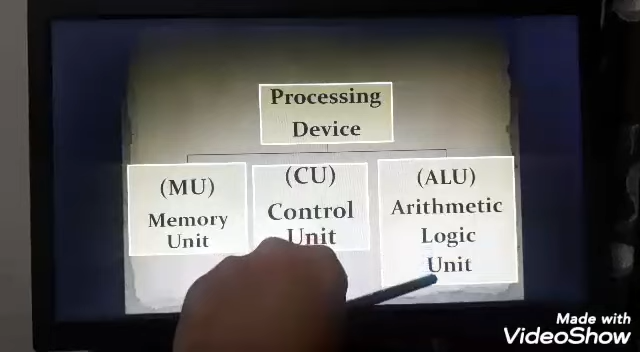 Processing
Device
(MU)
Memory
Unit
(CU)
Control
Unit
(ALU)
Arithmetic
Logic
Unit
Made with
VideoShow